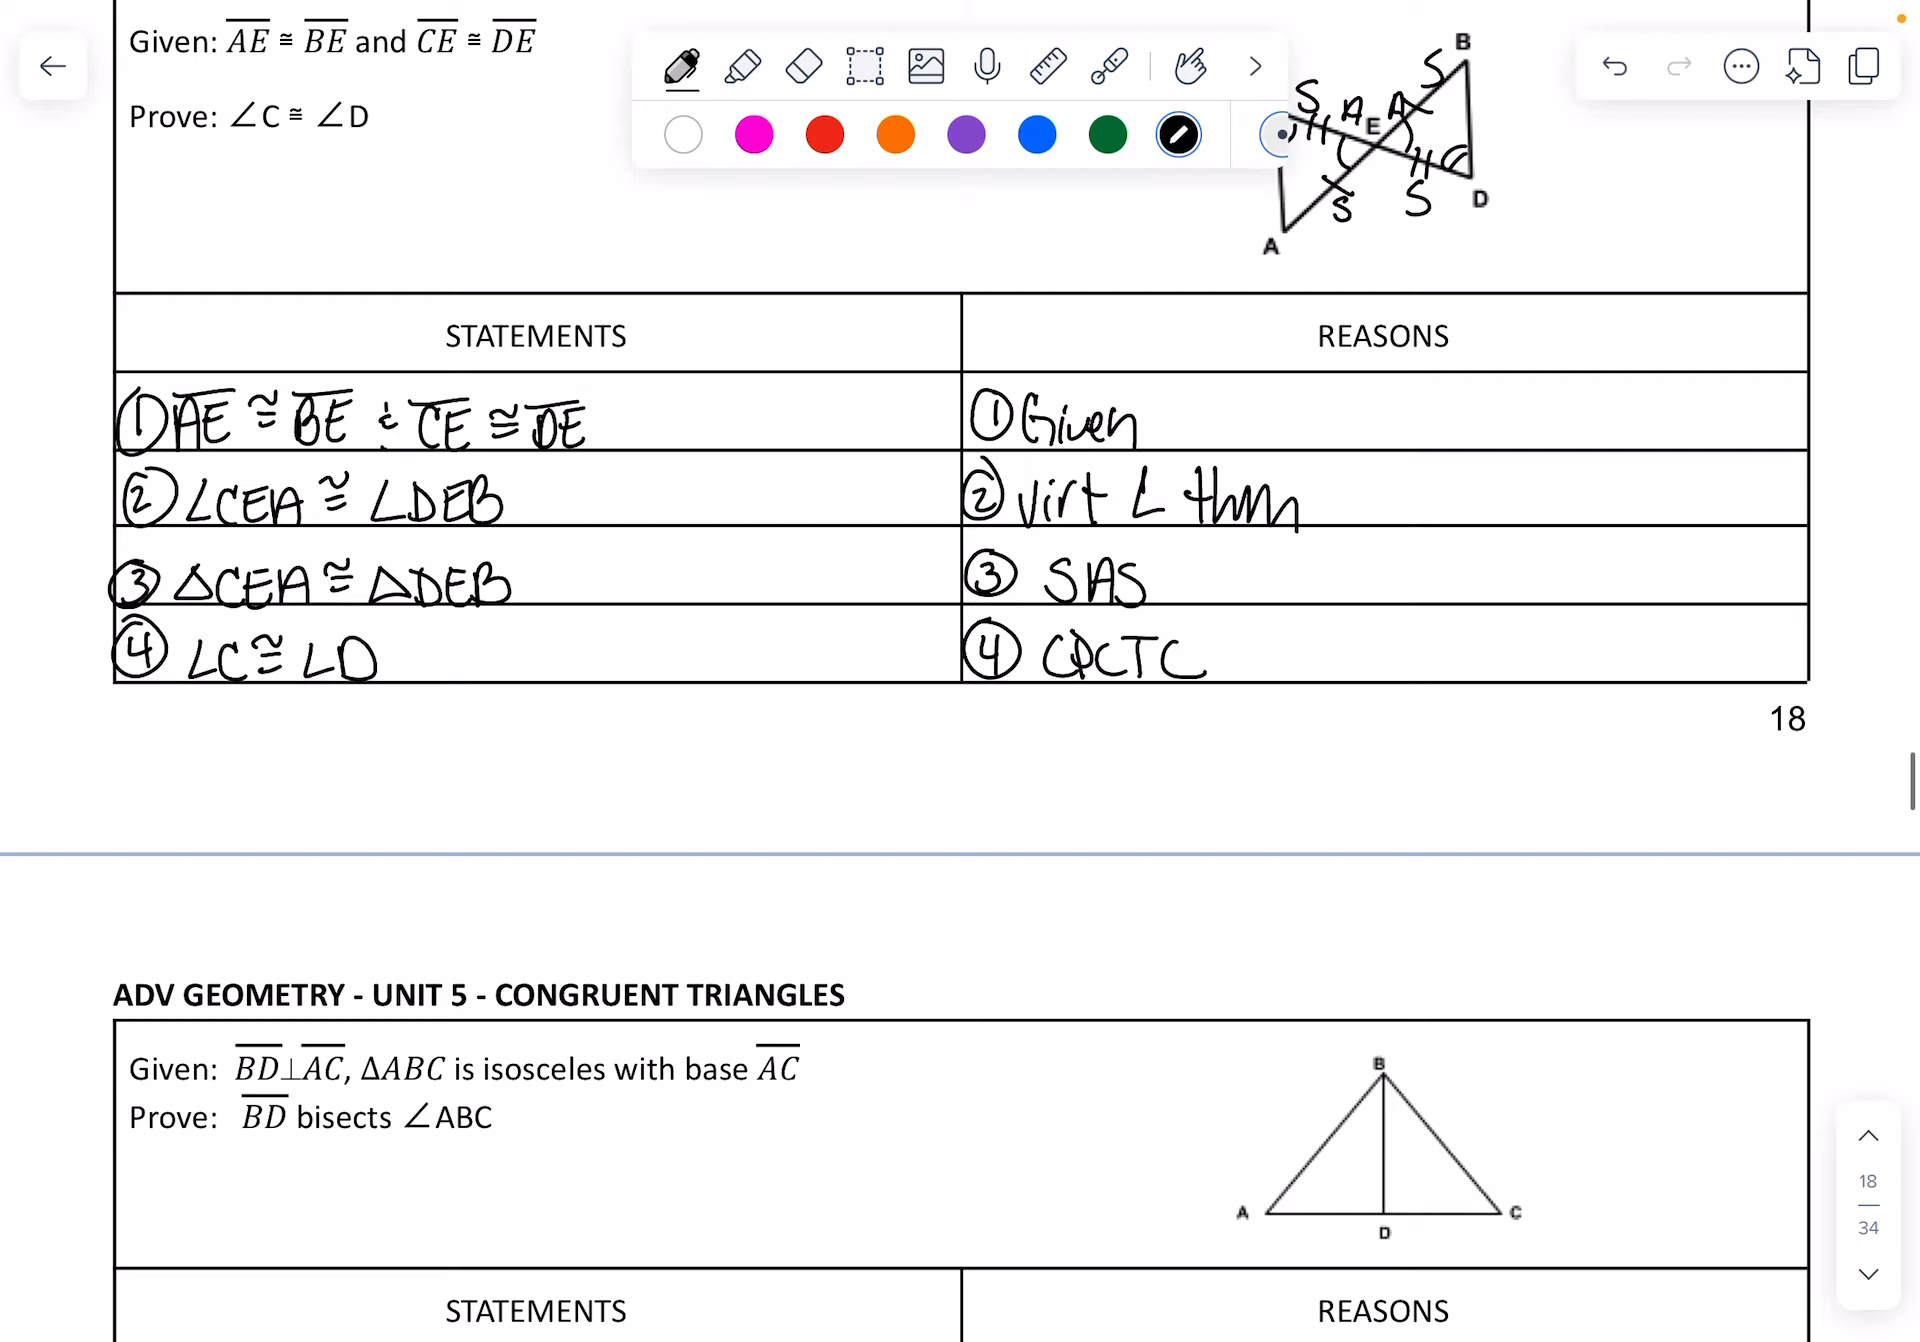 Given: AE ≅ BE and CE ≅ DE
Prove: ∠C ≅ ∠D
B
S
S A A
E
S S
D
A
STATEMENTS REASONS
① AE ≅ BE & CE ≅ DE ① Given
② ∠CEA ≅ ∠DEB ② Virt ∠ thm
③ △CEA ≅ △DEB ③ SAS
④ ∠C ≅ ∠D ④ CPCTC
18
ADV GEOMETRY - UNIT 5 - CONGRUENT TRIANGLES
Given: BD⊥AC, ΔABC is isosceles with base AC
Prove: BD bisects ∠ABC
B
A C
D
18
34
STATEMENTS REASONS